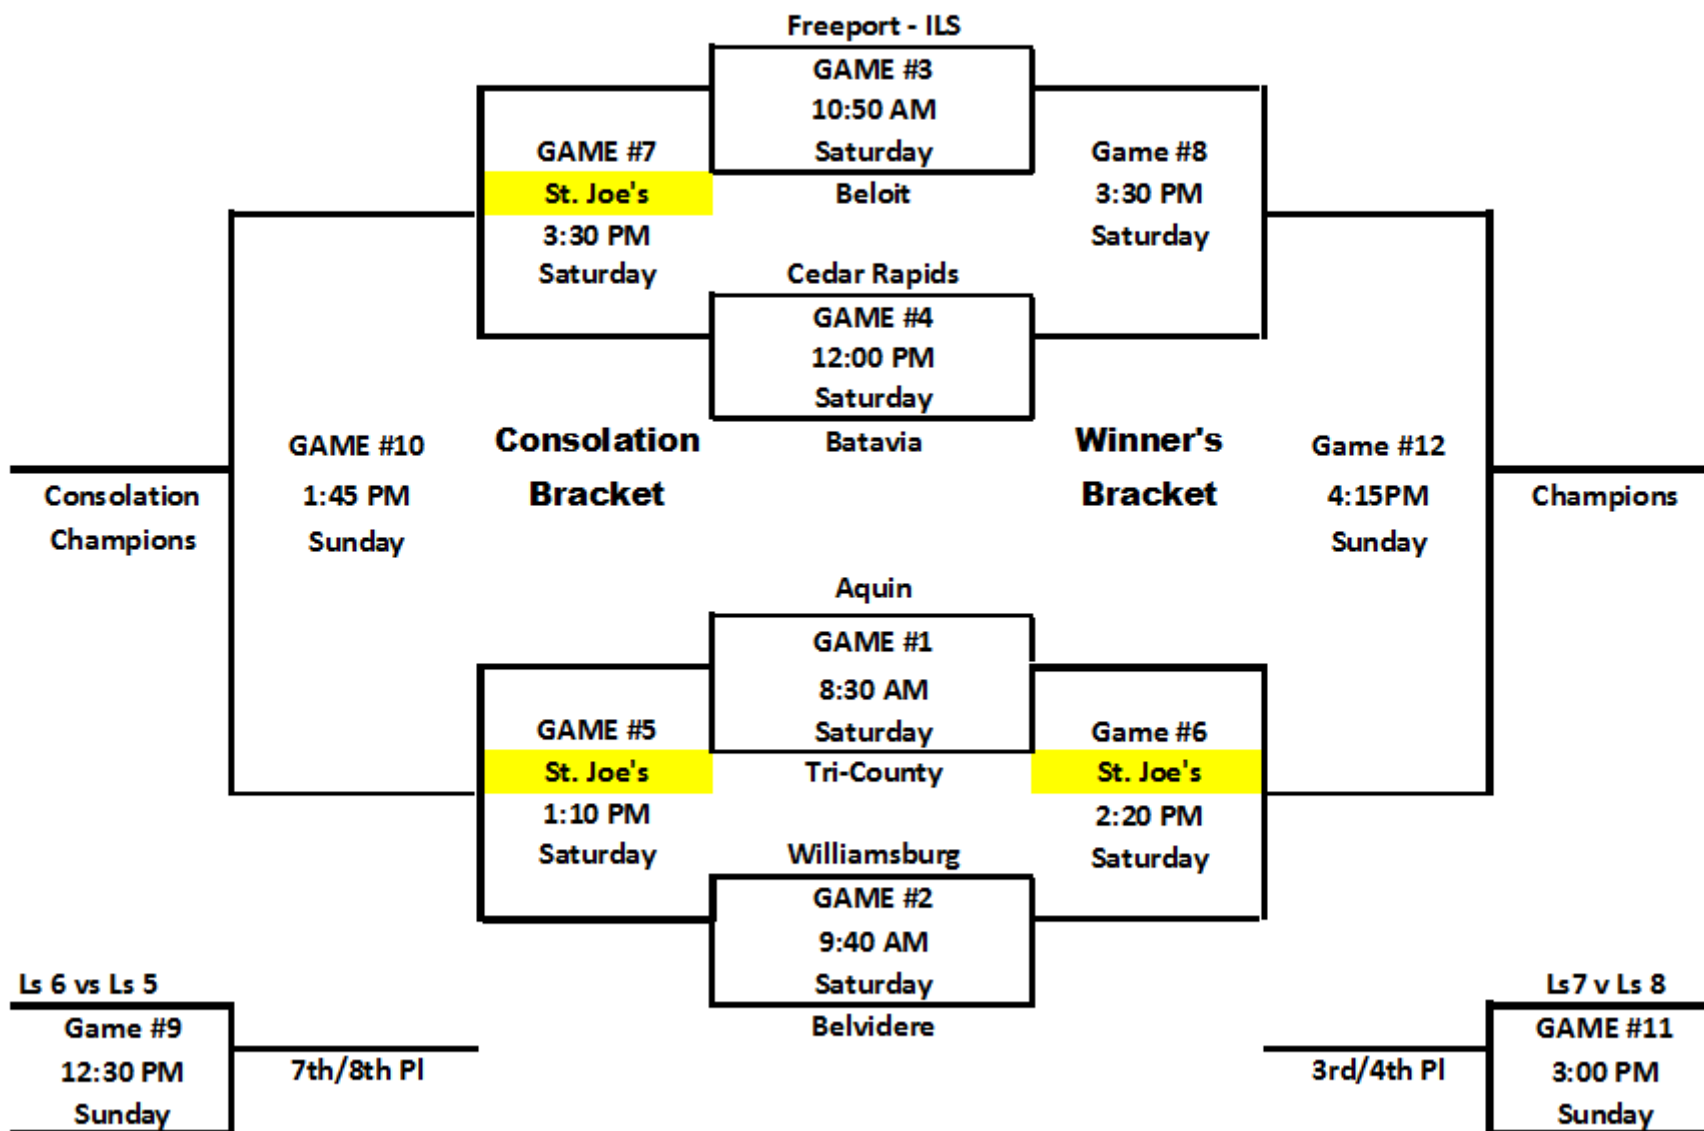 Freeport - ILS
GAME #3
10:50 AM
Saturday
Beloit
GAME #7
St. Joe's
3:30 PM
Saturday
Game #8
3:30 PM
Saturday
Cedar Rapids
GAME #4
12:00 PM
Saturday
Batavia
Consolation
Champions
GAME #10
1:45 PM
Sunday
Consolation
Bracket
Winner's
Bracket
Game #12
4:15PM
Sunday
Champions
Aquin
GAME #1
8:30 AM
Saturday
Tri-County
GAME #5
St. Joe's
1:10 PM
Saturday
Game #6
St. Joe's
2:20 PM
Saturday
Williamsburg
GAME #2
9:40 AM
Saturday
Belvidere
Ls 6 vs Ls 5
Game #9
12:30 PM
Sunday
7th/8th Pl
3rd/4th Pl
Ls7 v Ls 8
GAME #11
3:00 PM
Sunday